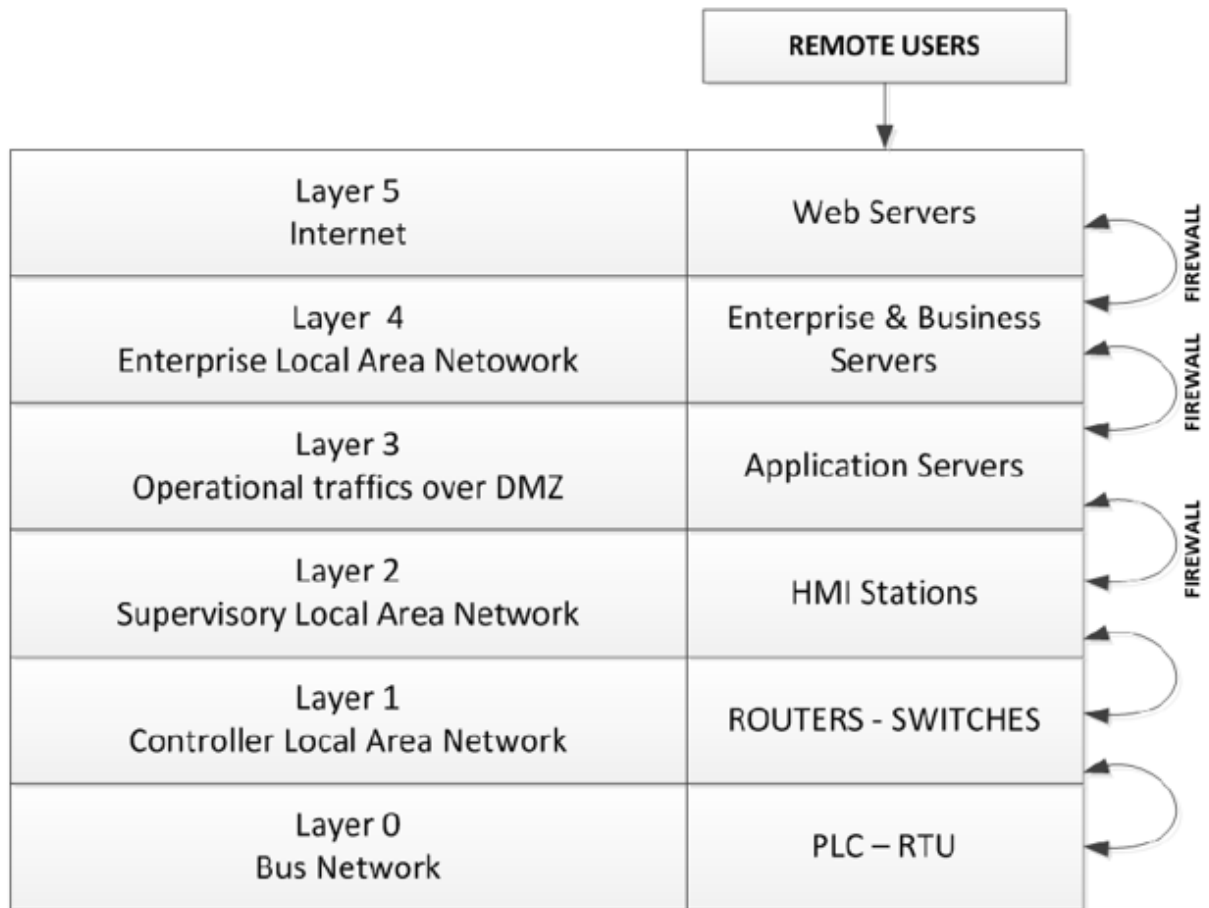 REMOTE USERS
Layer 5
Internet
Web Servers
FIREWALL
Layer 4
Enterprise Local Area Netowork
Enterprise & Business
Servers
FIREWALL
Layer 3
Operational traffics over DMZ
Application Servers
FIREWALL
Layer 2
Supervisory Local Area Network
HMI Stations
Layer 1
Controller Local Area Network
ROUTERS - SWITCHES
Layer 0
Bus Network
PLC – RTU